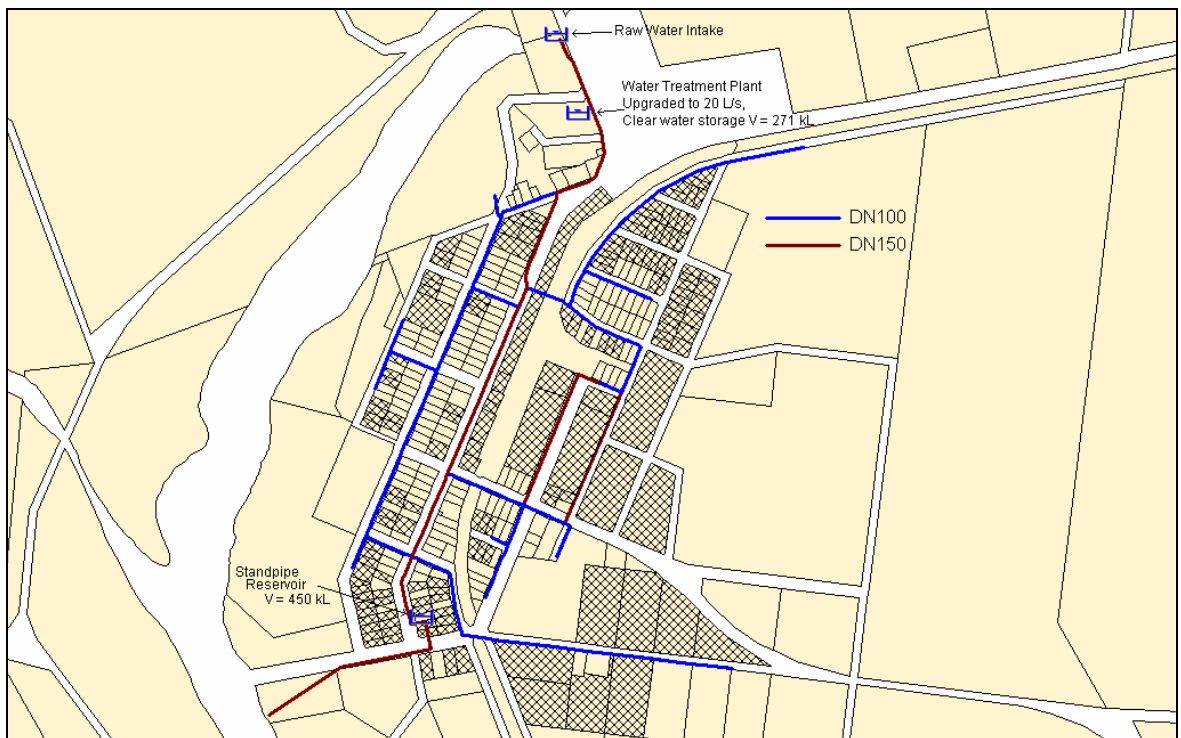 Raw Water Intake
Water Treatment Plant
Upgraded to 20 L/s,
Clear water storage V = 271 kL
DN100
DN150
Standpipe
Reservoir
V = 450 kL